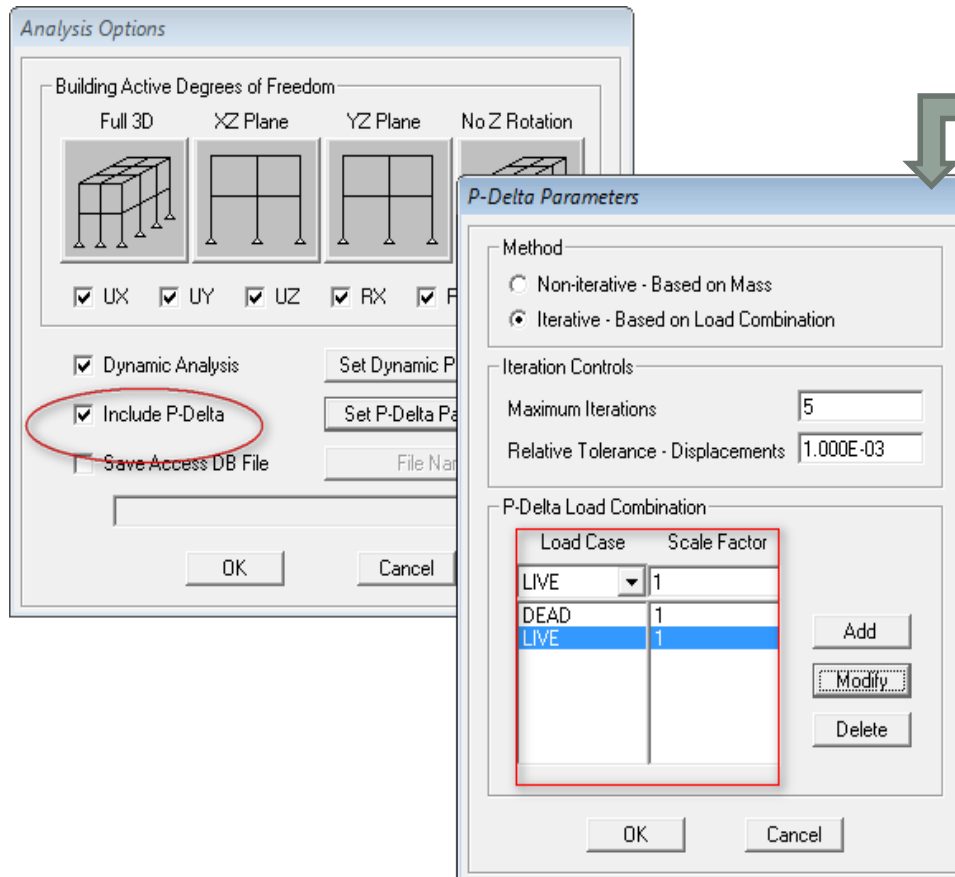 Analysis Options
Building Active Degrees of Freedom
Full 3D XZ Plane YZ Plane No Z Rotation
UX UY UZ RX
Dynamic Analysis Set Dynamic P
Include P-Delta Set P-Delta Pa
Save Access DB File File Nar
OK Cancel
P-Delta Parameters
Method
Non-iterative - Based on Mass
Iterative - Based on Load Combination
Iteration Controls
Maximum Iterations 5
Relative Tolerance - Displacements 1.000E-03
P-Delta Load Combination
Load Case Scale Factor
LIVE 1
DEAD 1
LIVE 1
Add
Modify
Delete
OK Cancel